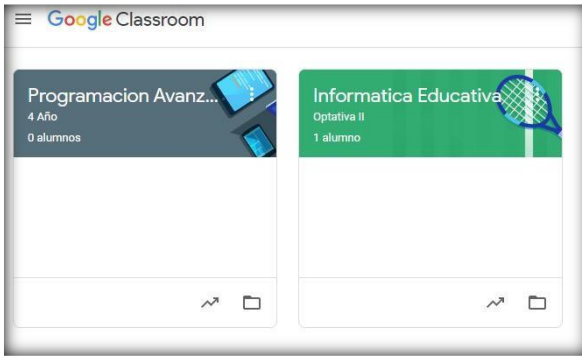 Google Classroom
Programacion Avanz...
4 Año
0 alumnos
Informatica Educativa
Optativa II
1 alumno